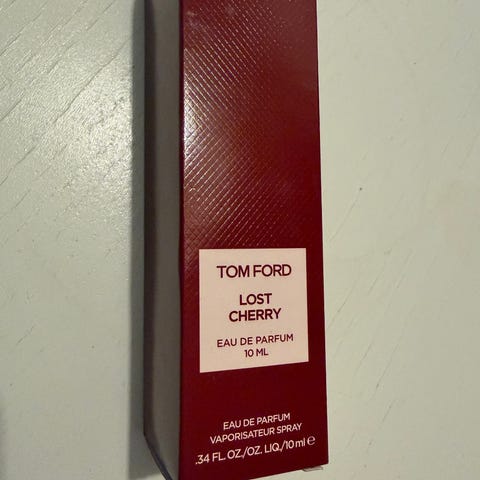 TOM FORD
LOST
CHERRY
EAU DE PARFUM
10 ML
EAU DE PARFUM
VAPORISATEUR SPRAY
.34 FL.OZ./OZ. LIQ./10 ml ℮